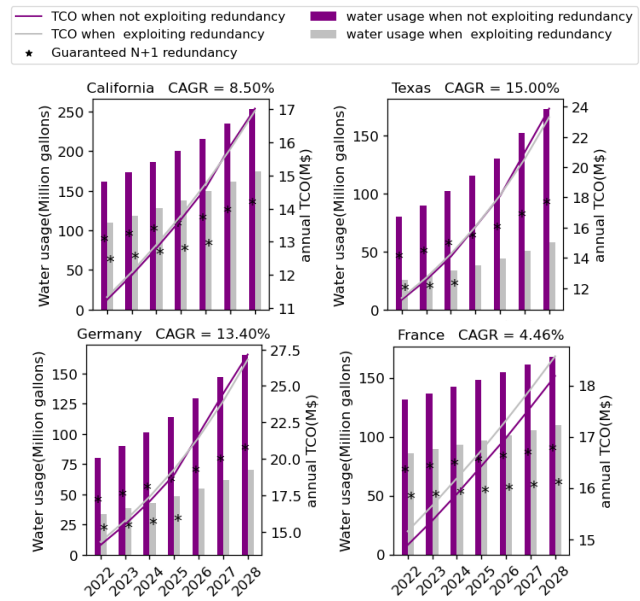 TCO when not exploiting redundancy
TCO when  exploiting redundancy
Guaranteed N+1 redundancy
water usage when not exploiting redundancy
water usage when  exploiting redundancy
California   CAGR = 8.50%
Water usage(Million gallons)
250
200
150
100
50
0
17
16
15
14
13
12
11
annual TCO(M$)
Texas   CAGR = 15.00%
Water usage(Million gallons)
150
100
50
0
24
22
20
18
16
14
12
annual TCO(M$)
Germany   CAGR = 13.40%
Water usage(Million gallons)
150
125
100
75
50
25
0
27.5
25.0
22.5
20.0
17.5
15.0
annual TCO(M$)
2022 2023 2024 2025 2026 2027 2028
France   CAGR = 4.46%
Water usage(Million gallons)
150
100
50
0
18
17
16
15
annual TCO(M$)
2022 2023 2024 2025 2026 2027 2028